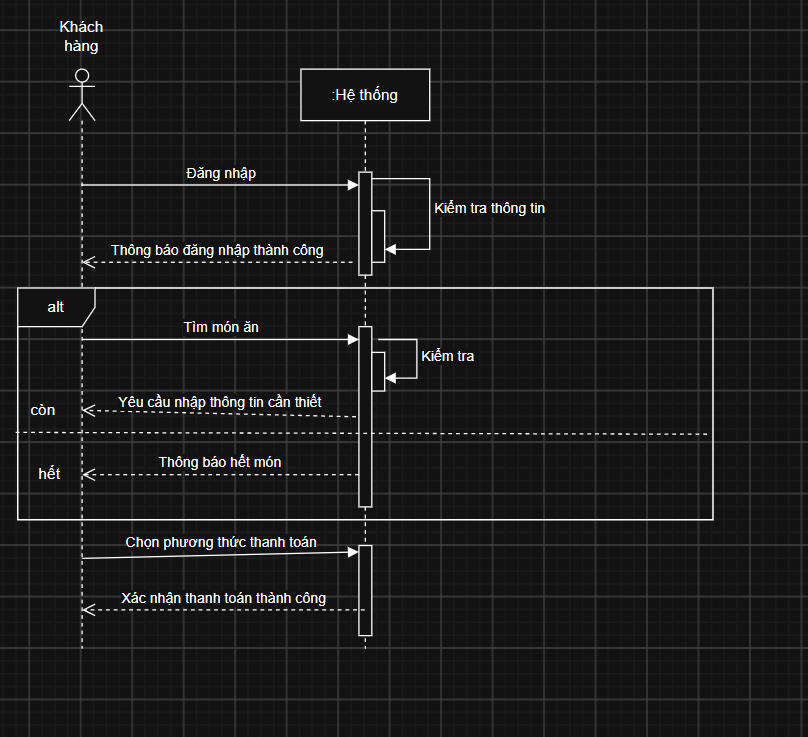 Khách
hàng
:Hệ thống
Đăng nhập
Kiểm tra thông tin
Thông báo đăng nhập thành công
alt
Tìm món ăn
Kiểm tra
Yêu cầu nhập thông tin cần thiết
còn
Thông báo hết món
hết
Chọn phương thức thanh toán
Xác nhận thanh toán thành công